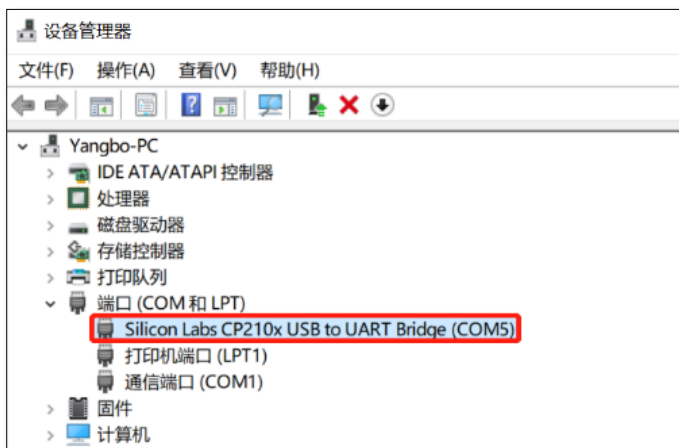 设备管理器
文件(F) 操作(A) 查看(V) 帮助(H)
Yangbo-PC
IDE ATA/ATAPI 控制器
处理器
磁盘驱动器
存储控制器
打印队列
端口 (COM 和 LPT)
Silicon Labs CP210x USB to UART Bridge (COM5)
打印机端口 (LPT1)
通信端口 (COM1)
固件
计算机